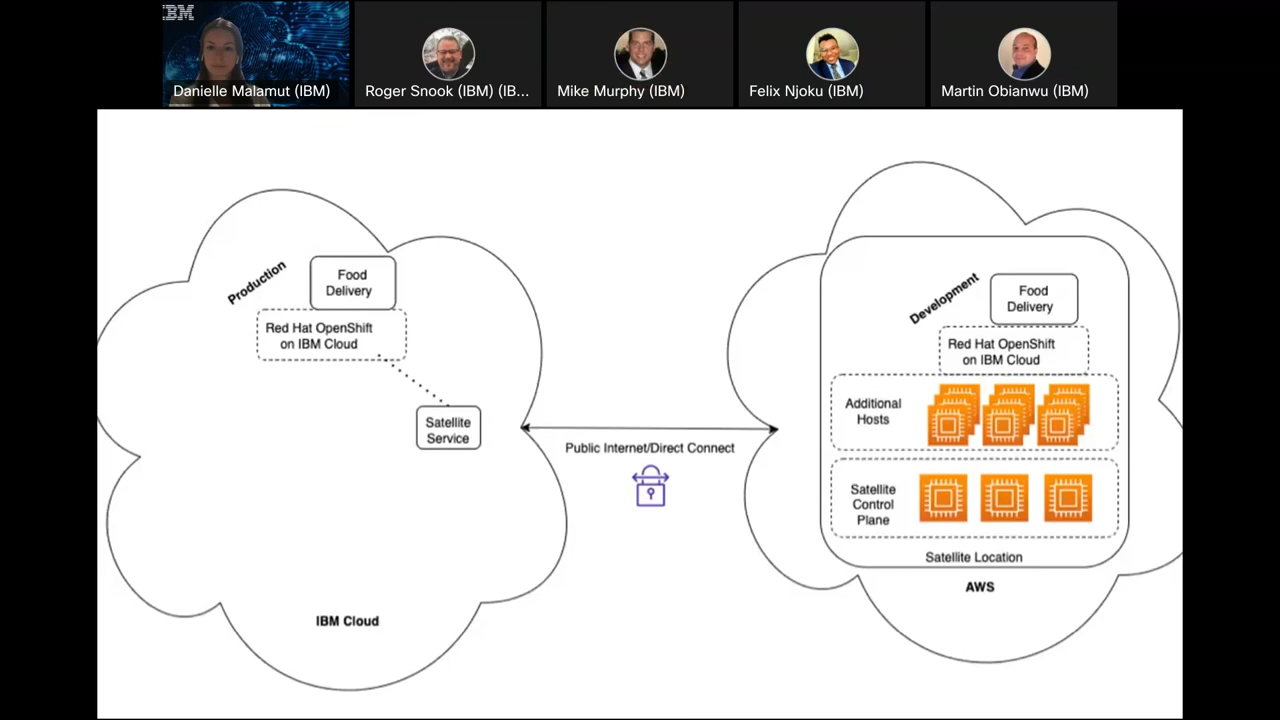 IBM
Danielle Malamut (IBM)
Roger Snook (IBM) (IB...
Mike Murphy (IBM)
Felix Njoku (IBM)
Martin Obianwu (IBM)
Production
Food
Delivery
Red Hat OpenShift
on IBM Cloud
Satellite
Service
IBM Cloud
Public Internet/Direct Connect
Development
Food
Delivery
Red Hat OpenShift
on IBM Cloud
Additional
Hosts
Satellite
Control
Plane
Satellite Location
AWS